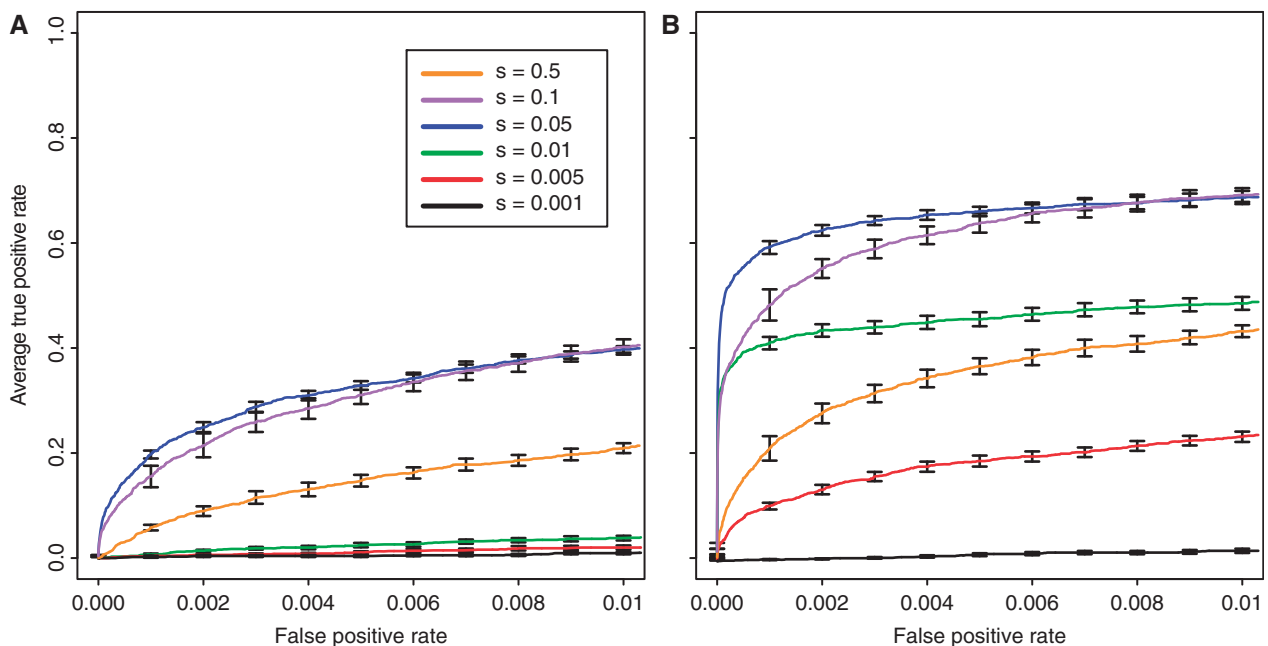 A
B
1.0
0.8
0.6
0.4
0.2
0.0
Average true positive rate
s = 0.5
s = 0.1
s = 0.05
s = 0.01
s = 0.005
s = 0.001
0.000 0.002 0.004 0.006 0.008 0.01
False positive rate
0.000 0.002 0.004 0.006 0.008 0.01
False positive rate